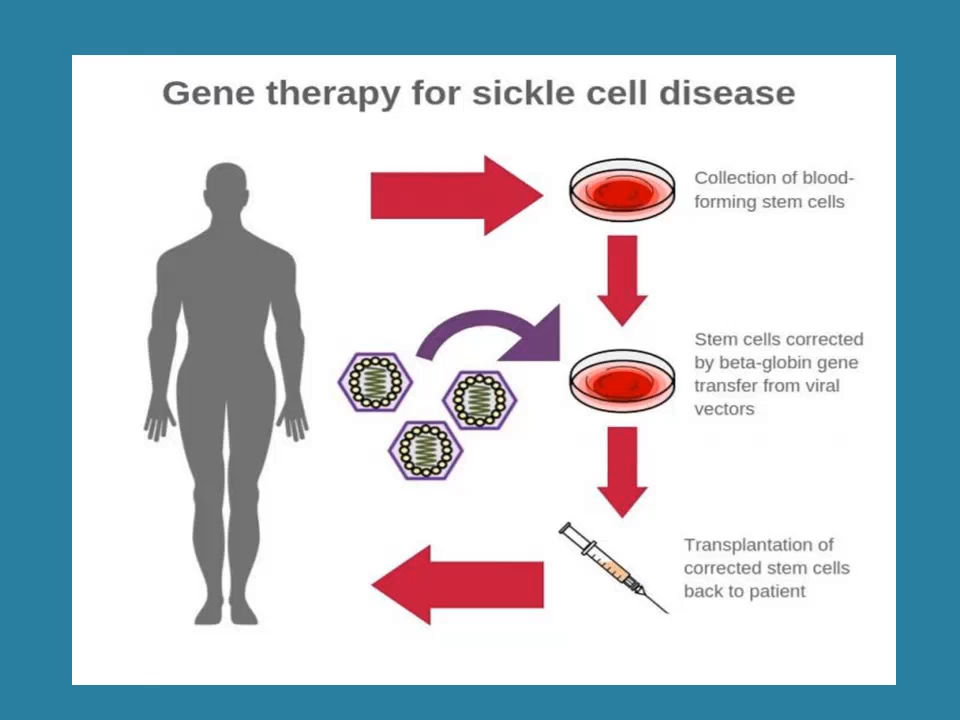 Gene therapy for sickle cell disease
Collection of blood-
forming stem cells
Stem cells corrected
by beta-globin gene
transfer from viral
vectors
Transplantation of
corrected stem cells
back to patient